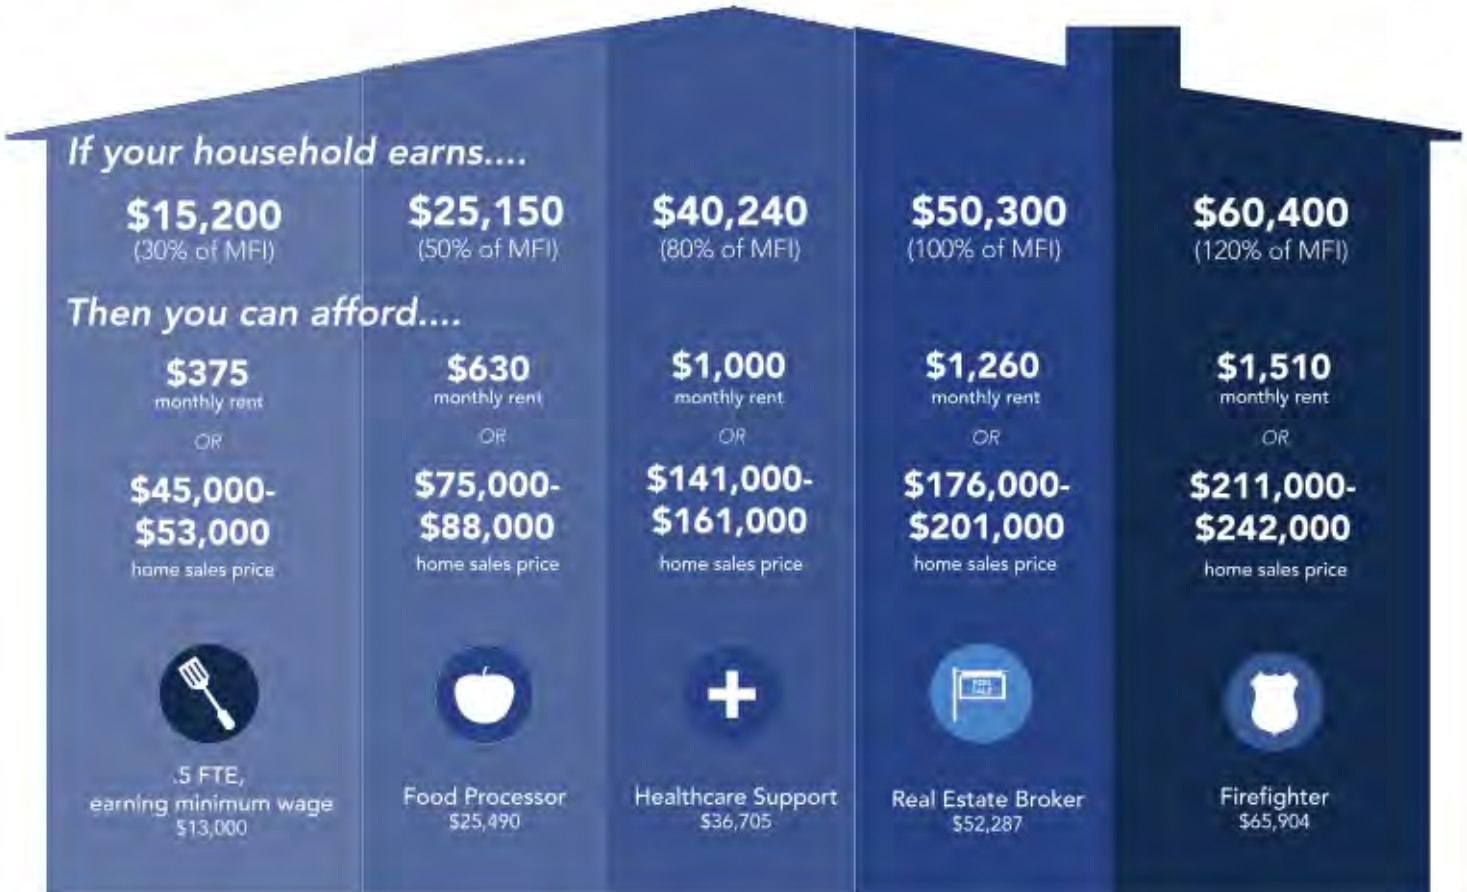 If your household earns....
$15,200
(30% of MFI)
$25,150
(50% of MFI)
$40,240
(80% of MFI)
$50,300
(100% of MFI)
$60,400
(120% of MFI)
Then you can afford....
$375
monthly rent
OR
$45,000-
$53,000
home sales price
$630
monthly rent
OR
$75,000-
$88,000
home sales price
$1,000
monthly rent
OR
$141,000-
$161,000
home sales price
$1,260
monthly rent
OR
$176,000-
$201,000
home sales price
$1,510
monthly rent
OR
$211,000-
$242,000
home sales price
.5 FTE,
earning minimum wage
$13,000
Food Processor
$25,490
Healthcare Support
$36,705
FOR
SALE
Real Estate Broker
$52,287
Firefighter
$65,904